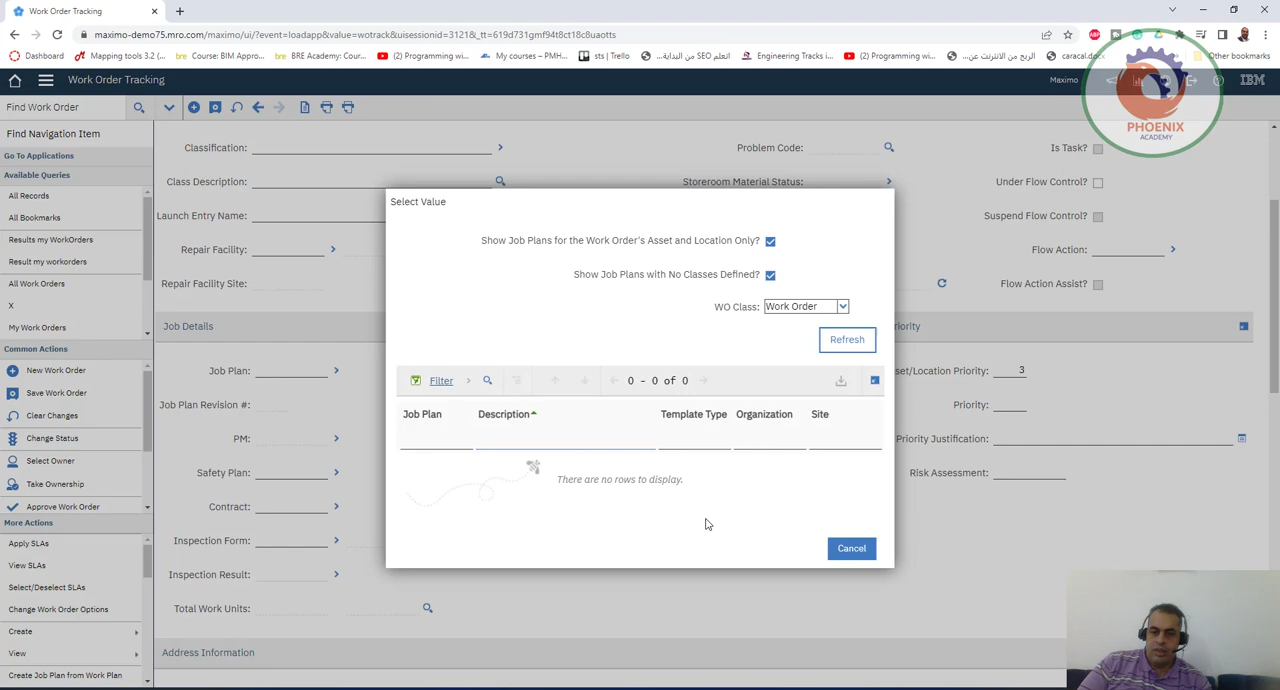 Work Order Tracking
maximo-demo75.mro.com/maximo/ui/?event=loadapp&value=wotrack&uisessionid=3121&_tt=619d731gmf94t8ct18c8uaotts
Dashboard
Mapping tools 3.2 (...
Course: BIM Appro...
BRE Academy: Cour...
(2) Programming wi...
My courses – PMH...
sts | Trello
اتعلم SEO من البداية...
Engineering Tracks i...
(2) Programming wi...
الربح من الانترنت عن...
caracal.docx
Other bookmarks
Work Order Tracking
Maximo
IBM
PHOENIX
ACADEMY
Find Work Order
Find Navigation Item
Go To Applications
Available Queries
All Records
All Bookmarks
Results my WorkOrders
Result my workorders
All Work Orders
X
My Work Orders
Common Actions
New Work Order
Save Work Order
Clear Changes
Change Status
Select Owner
Take Ownership
Approve Work Order
More Actions
Apply SLAs
View SLAs
Select/Deselect SLAs
Change Work Order Options
Create
View
Create Job Plan from Work Plan
Classification:
Problem Code:
Is Task?
Class Description:
Storeroom Material Status:
Under Flow Control?
Launch Entry Name:
Suspend Flow Control?
Repair Facility:
Flow Action:
Repair Facility Site:
Flow Action Assist?
Job Details
Job Plan:
Job Plan Revision #:
PM:
Safety Plan:
Contract:
Inspection Form:
Inspection Result:
Total Work Units:
Address Information
Select Value
Show Job Plans for the Work Order's Asset and Location Only?
Show Job Plans with No Classes Defined?
WO Class: Work Order
Refresh
Filter
0 - 0 of 0
Job Plan Description Template Type Organization Site
There are no rows to display.
Cancel
riority
set/Location Priority: 3
Priority:
Priority Justification:
Risk Assessment: